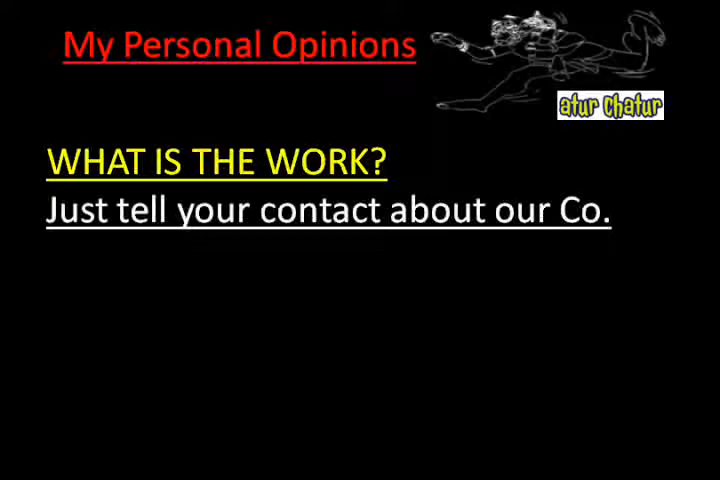 My Personal Opinions
atur Chatur
WHAT IS THE WORK?
Just tell your contact about our Co.